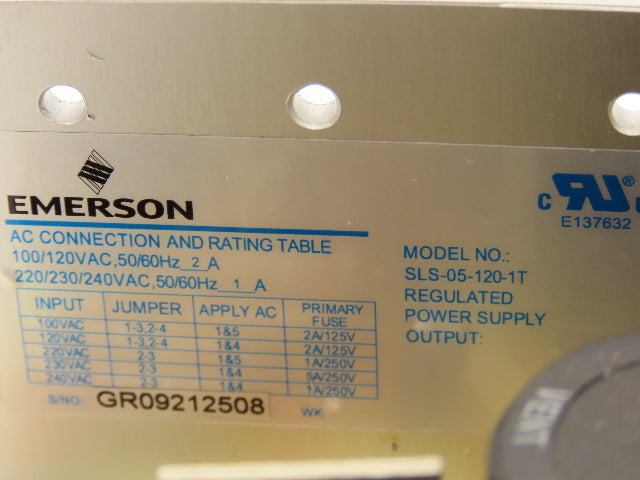 EMERSON
AC CONNECTION AND RATING TABLE
100/120VAC,50/60Hz 2 A
220/230/240VAC,50/60Hz 1 A
INPUT JUMPER APPLY AC PRIMARY FUSE
100VAC 1-3,2-4 1&5 2A/125V
120VAC 1-3,2-4 1&4 2A/125V
220VAC 2-3 1&5 1A/250V
230VAC 2-3 1&4 1A/250V
240VAC 2-3 1&4 1A/250V
S/NO: GR09212508 WK
C RU ® U
E137632
MODEL NO.:
SLS-05-120-1T
REGULATED
POWER SUPPLY
OUTPUT:
VENT